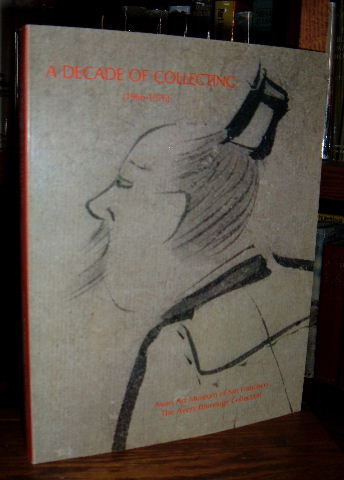 A DECADE OF COLLECTING
(1966-1976)
Asian Art Museum of San Francisco
The Avery Brundage Collection